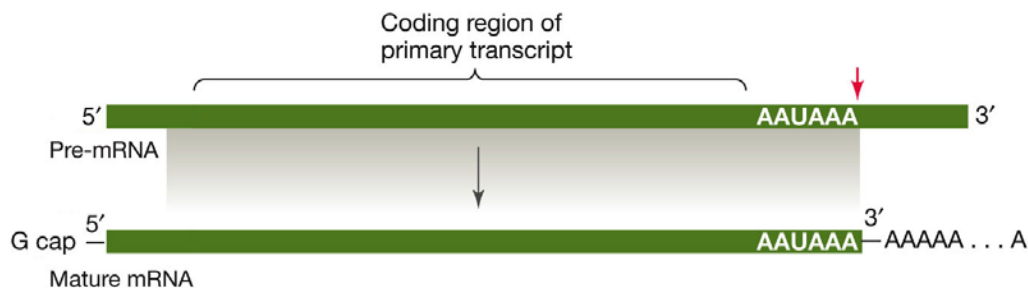 Coding region of
primary transcript
5′ AAUAAA 3′
Pre-mRNA
5′ 3′
G cap AAUAAA AAAAA . . . A
Mature mRNA